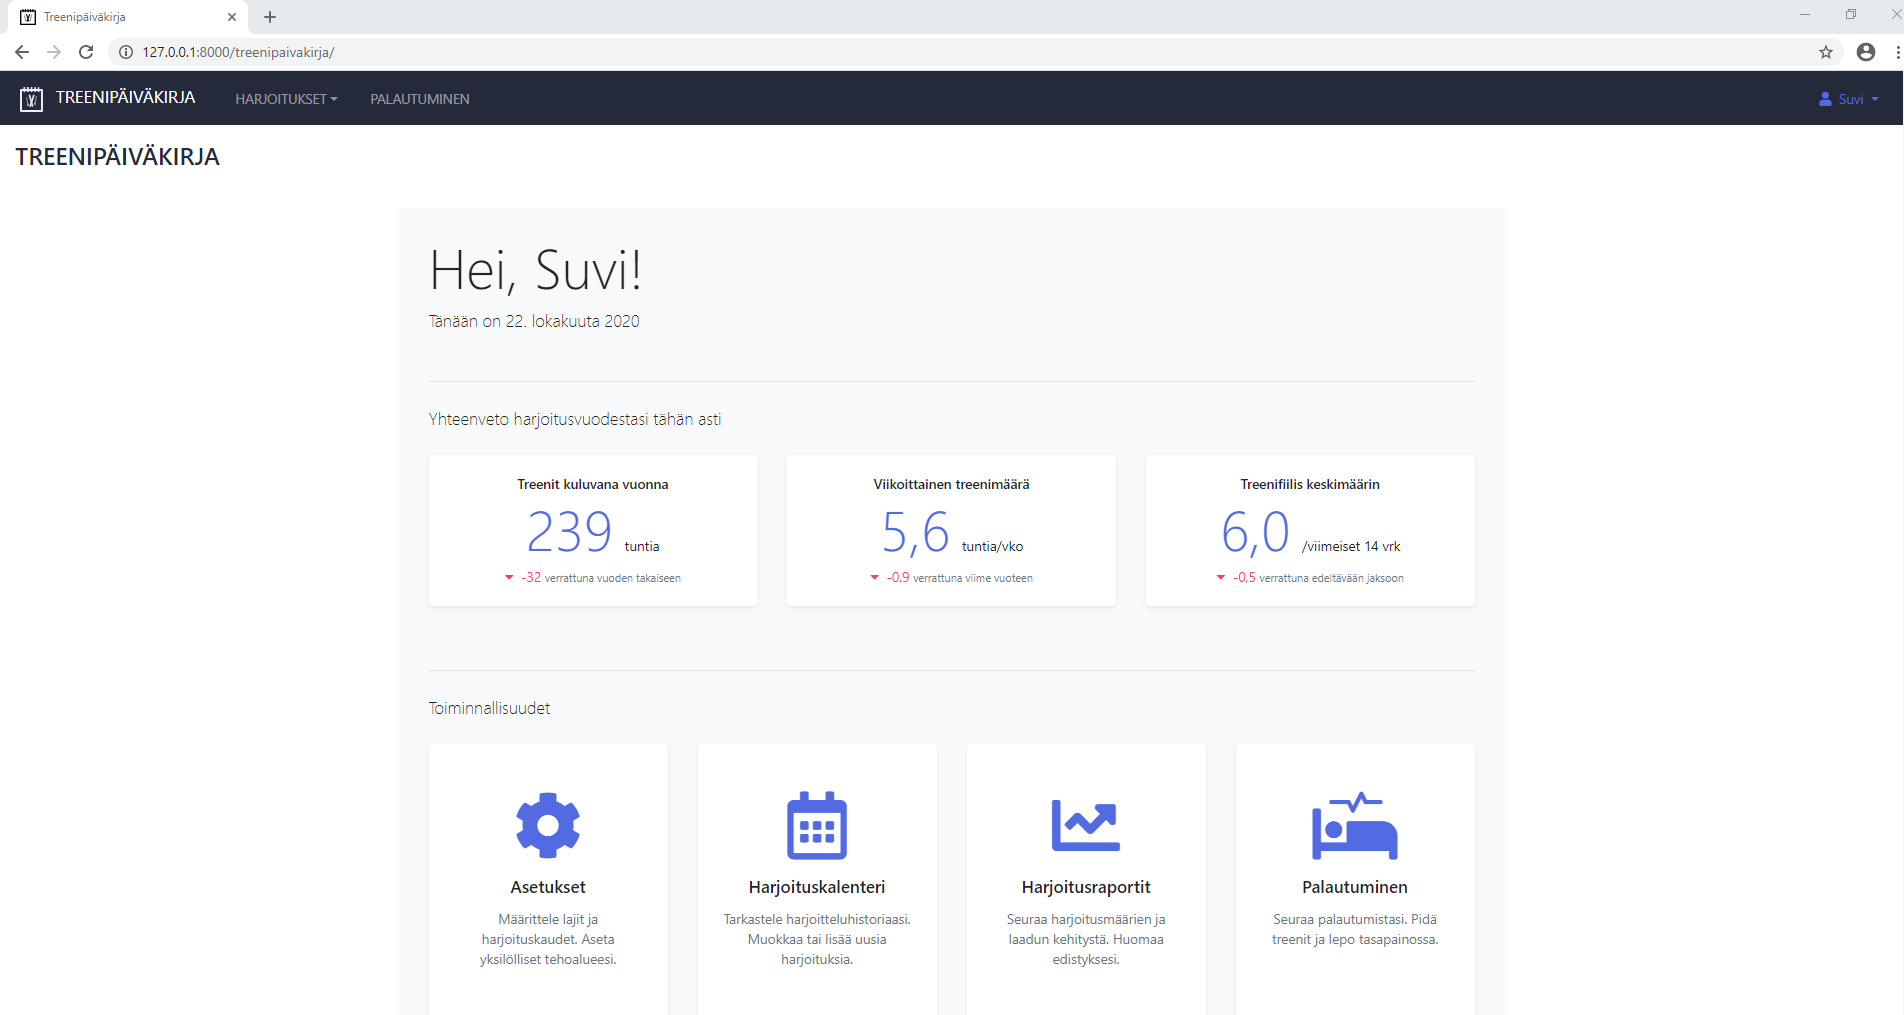 Treenipäiväkirja
127.0.0.1:8000/treenipaivakirja/
TREENIPÄIVÄKIRJA HARJOITUKSET PALAUTUMINEN Suvi
TREENIPÄIVÄKIRJA
Hei, Suvi!
Tänään on 22. lokakuuta 2020
Yhteenveto harjoitusvuodestasi tähän asti
Treenit kuluvana vuonna
239 tuntia
-32 verrattuna vuoden takaiseen
Viikoittainen treenimäärä
5,6 tuntia/vko
-0,9 verrattuna viime vuoteen
Treenifiilis keskimäärin
6,0 /viimeiset 14 vrk
-0,5 verrattuna edeltävään jaksoon
Toiminnallisuudet
Asetukset
Määrittele lajit ja
harjoituskaudet. Aseta
yksilölliset tehoalueesi.
Harjoituskalenteri
Tarkastele harjoitteluhistoriaasi.
Muokkaa tai lisää uusia
harjoituksia.
Harjoitusraportit
Seuraa harjoitusmäärien ja
laadun kehitystä. Huomaa
edistyksesi.
Palautuminen
Seuraa palautumistasi. Pidä
treenit ja lepo tasapainossa.